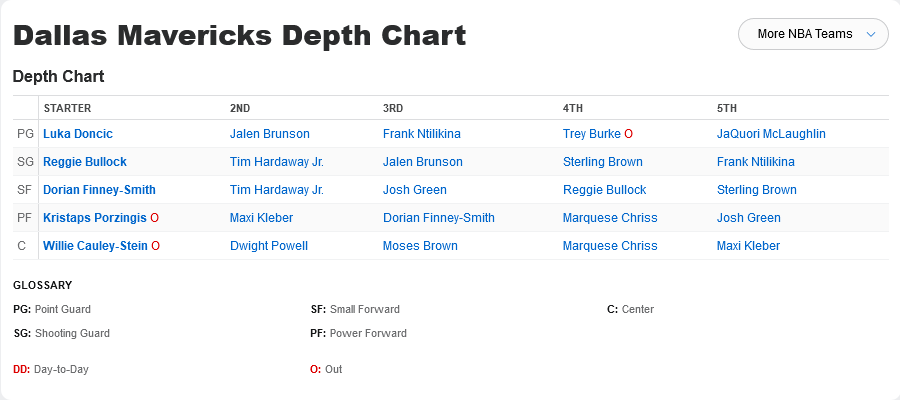 Dallas Mavericks Depth Chart
More NBA Teams
Depth Chart
STARTER 2ND 3RD 4TH 5TH
PG Luka Doncic Jalen Brunson Frank Ntilikina Trey Burke O JaQuori McLaughlin
SG Reggie Bullock Tim Hardaway Jr. Jalen Brunson Sterling Brown Frank Ntilikina
SF Dorian Finney-Smith Tim Hardaway Jr. Josh Green Reggie Bullock Sterling Brown
PF Kristaps Porzingis O Maxi Kleber Dorian Finney-Smith Marquese Chriss Josh Green
C Willie Cauley-Stein O Dwight Powell Moses Brown Marquese Chriss Maxi Kleber
GLOSSARY
PG: Point Guard SF: Small Forward C: Center
SG: Shooting Guard PF: Power Forward
DD: Day-to-Day O: Out